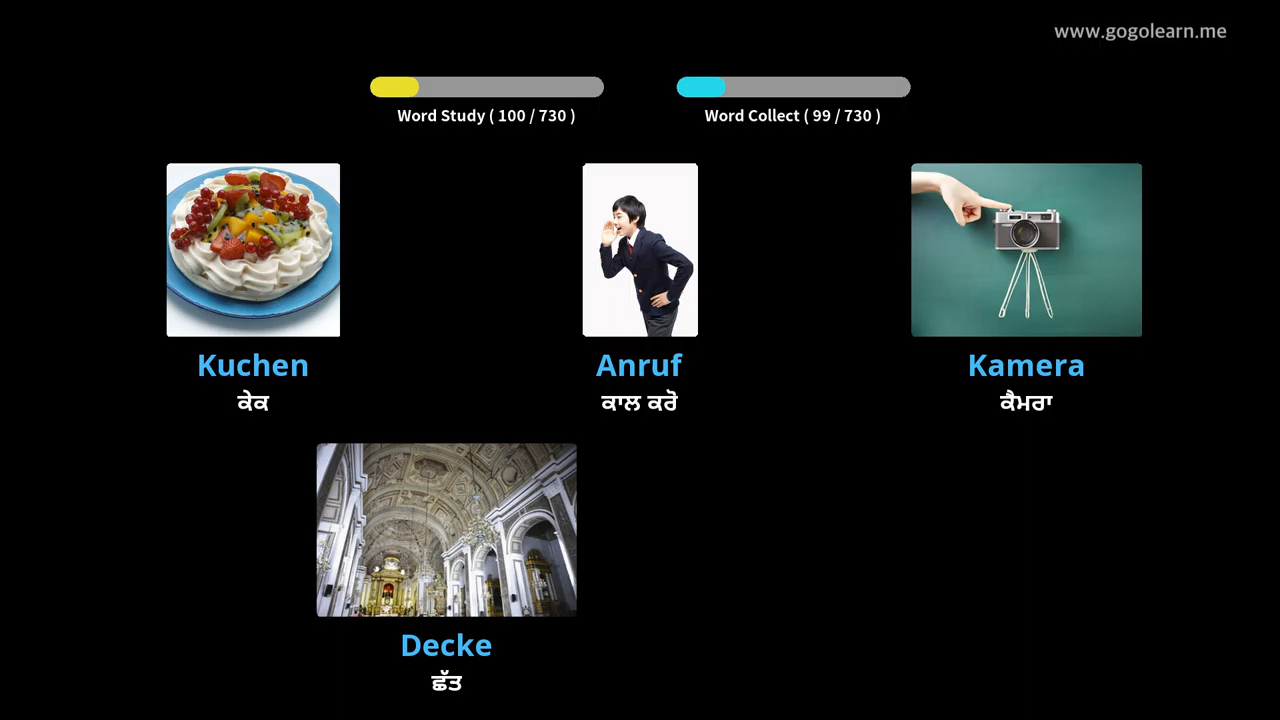 www.gogolearn.me
Word Study ( 100 / 730 )
Word Collect ( 99 / 730 )
Kuchen
ਕੇਕ
Anruf
ਕਾਲ ਕਰੋ
Kamera
ਕੈਮਰਾ
Decke
ਛੱਤ